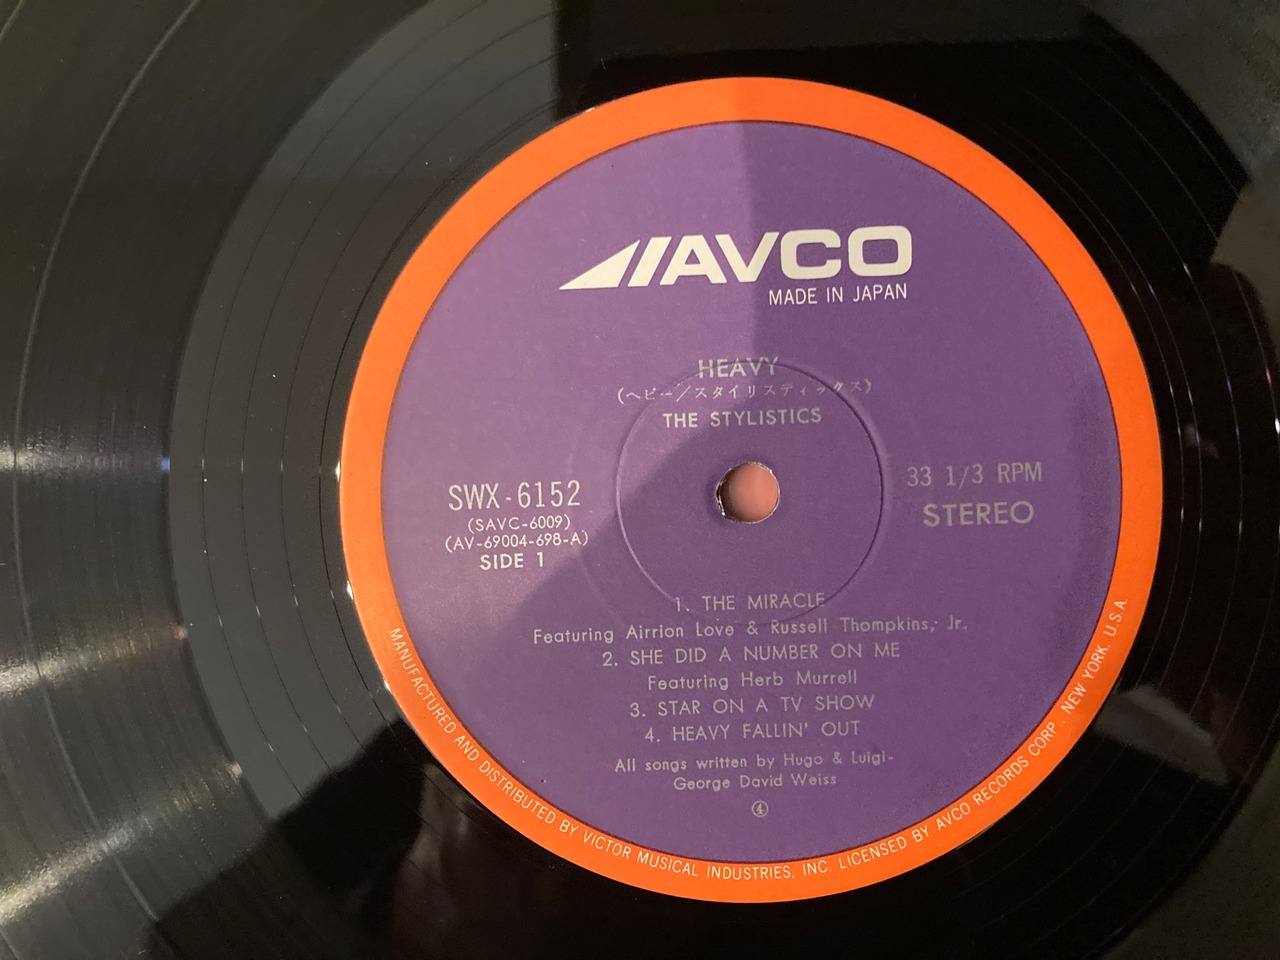 AVCO
MADE IN JAPAN
HEAVY
(ヘビー/スタイリスティックス)
THE STYLISTICS
SWX-6152
(SAVC-6009)
(AV-69004-698-A)
SIDE 1
33 1/3 RPM
STEREO
1. THE MIRACLE
Featuring Airrion Love & Russell Thompkins, Jr.
2. SHE DID A NUMBER ON ME
Featuring Herb Murrell
3. STAR ON A TV SHOW
4. HEAVY FALLIN' OUT
All songs written by Hugo & Luigi-
George David Weiss
④
MANUFACTURED AND DISTRIBUTED BY VICTOR MUSICAL INDUSTRIES, INC. LICENSED BY AVCO RECORDS CORP., NEW YORK. U.S.A.